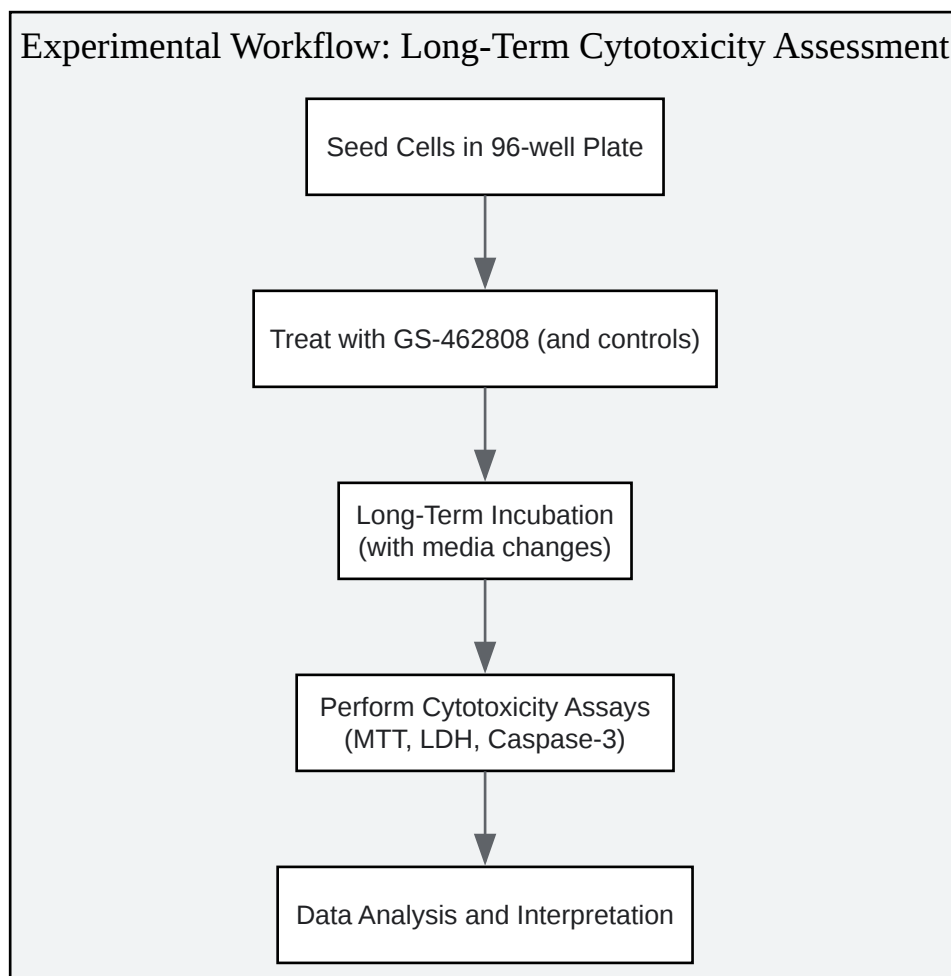 Experimental Workflow: Long-Term Cytotoxicity Assessment
Seed Cells in 96-well Plate
Treat with GS-462808 (and controls)
Long-Term Incubation
(with media changes)
Perform Cytotoxicity Assays
(MTT, LDH, Caspase-3)
Data Analysis and Interpretation